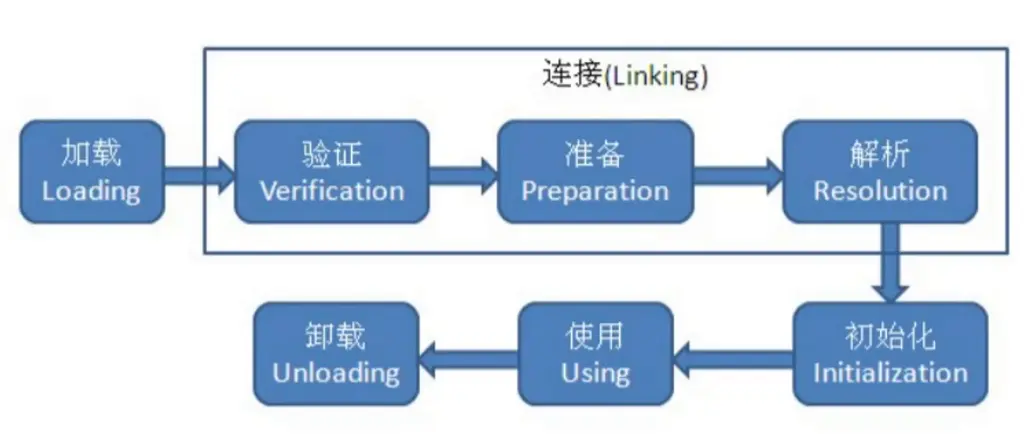 连接(Linking)
加载
Loading
验证
Verification
准备
Preparation
解析
Resolution
初始化
Initialization
使用
Using
卸载
Unloading